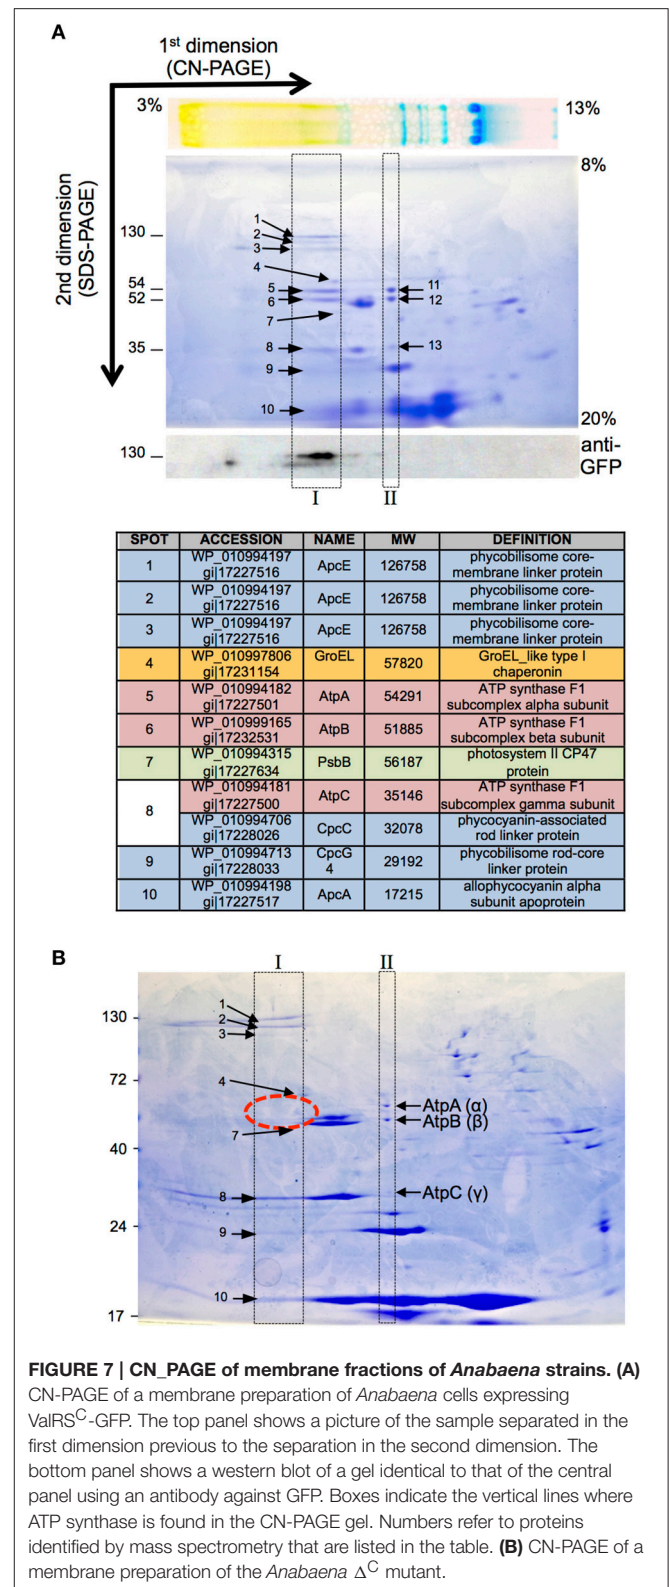 A
1st dimension
(CN-PAGE)
3%
13%
2nd dimension
(SDS-PAGE)
8%
1
130
2
3
4
54
5
11
52
6
12
7
35
8
13
9
10
20%
130
anti-
GFP
I
II
SPOT ACCESSION NAME MW DEFINITION
1 WP_010994197 gi|17227516 ApcE 126758 phycobilisome core-membrane linker protein
2 WP_010994197 gi|17227516 ApcE 126758 phycobilisome core-membrane linker protein
3 WP_010994197 gi|17227516 ApcE 126758 phycobilisome core-membrane linker protein
4 WP_010997806 gi|17231154 GroEL 57820 GroEL_like type I chaperonin
5 WP_010994182 gi|17227501 AtpA 54291 ATP synthase F1 subcomplex alpha subunit
6 WP_010999165 gi|17232531 AtpB 51885 ATP synthase F1 subcomplex beta subunit
7 WP_010994315 gi|17227634 PsbB 56187 photosystem II CP47 protein
8 WP_010994181 gi|17227500 AtpC 35146 ATP synthase F1 subcomplex gamma subunit
WP_010994706 gi|17228026 CpcC 32078 phycocyanin-associated rod linker protein
9 WP_010994713 gi|17228033 CpcG 4 29192 phycobilisome rod-core linker protein
10 WP_010994198 gi|17227517 ApcA 17215 allophycocyanin alpha subunit apoprotein
B
I
II
1
130
2
3
72
4
AtpA (α)
AtpB (β)
7
40
8
AtpC (γ)
24
9
10
17
FIGURE 7 | CN_PAGE of membrane fractions of Anabaena strains. (A)
CN-PAGE of a membrane preparation of Anabaena cells expressing
ValRSC-GFP. The top panel shows a picture of the sample separated in the
first dimension previous to the separation in the second dimension. The
bottom panel shows a western blot of a gel identical to that of the central
panel using an antibody against GFP. Boxes indicate the vertical lines where
ATP synthase is found in the CN-PAGE gel. Numbers refer to proteins
identified by mass spectrometry that are listed in the table. (B) CN-PAGE of a
membrane preparation of the Anabaena ΔC mutant.